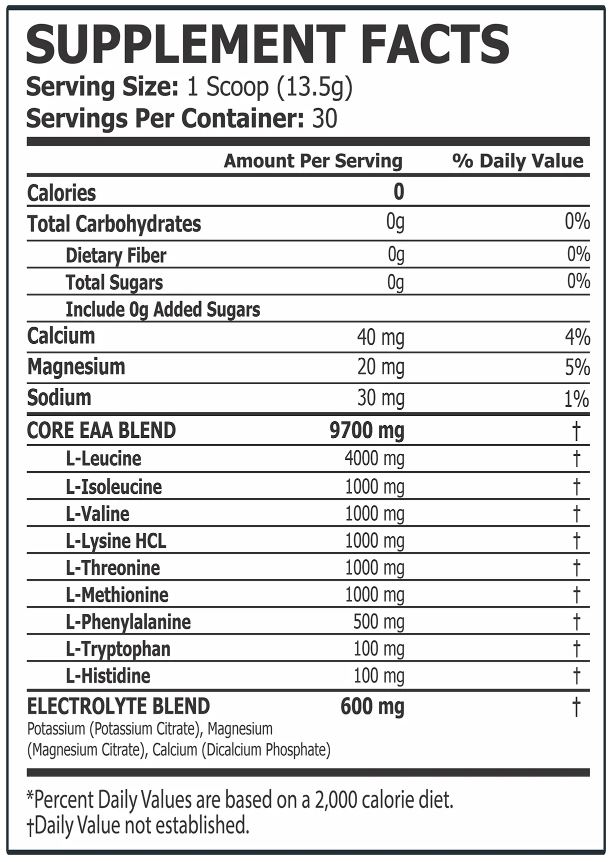 SUPPLEMENT FACTS
Serving Size: 1 Scoop (13.5g)
Servings Per Container: 30
Amount Per Serving % Daily Value
Calories 0
Total Carbohydrates 0g 0%
Dietary Fiber 0g 0%
Total Sugars 0g 0%
Include 0g Added Sugars
Calcium 40 mg 4%
Magnesium 20 mg 5%
Sodium 30 mg 1%
CORE EAA BLEND 9700 mg †
L-Leucine 4000 mg †
L-Isoleucine 1000 mg †
L-Valine 1000 mg †
L-Lysine HCL 1000 mg †
L-Threonine 1000 mg †
L-Methionine 1000 mg †
L-Phenylalanine 500 mg †
L-Tryptophan 100 mg †
L-Histidine 100 mg †
ELECTROLYTE BLEND 600 mg †
Potassium (Potassium Citrate), Magnesium
(Magnesium Citrate), Calcium (Dicalcium Phosphate)
*Percent Daily Values are based on a 2,000 calorie diet.
†Daily Value not established.